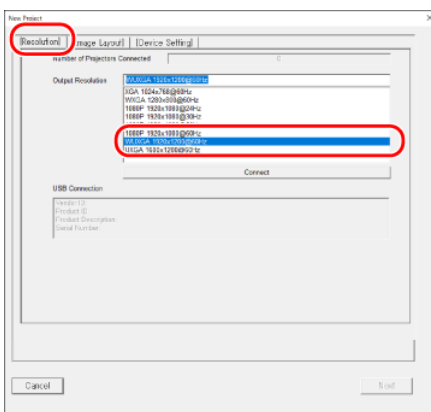 New Project
[Resolution] [Image Layout] [Device Setting]
Number of Projectors Connected 0
Output Resolution WUXGA 1920x1200@60Hz
XGA 1024x768@60Hz
WXGA 1280x800@60Hz
1080P 1920x1080@24Hz
1080P 1920x1080@30Hz
1080P 1920x1080@60Hz
WUXGA 1920x1200@60Hz
UXGA 1600x1200@60Hz
Connect
USB Connection
Vendor ID
Product ID
Product Description
Serial Number
Cancel Next